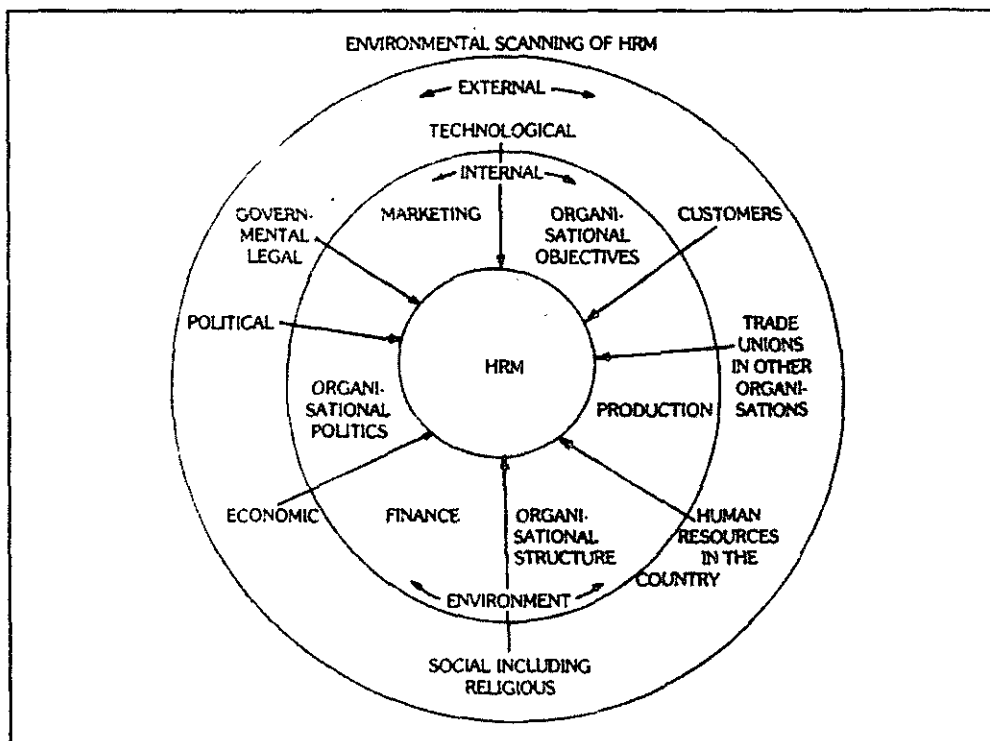 ENVIRONMENTAL SCANNING OF HRM
EXTERNAL
TECHNOLOGICAL
INTERNAL
MARKETING
ORGANI-
SATIONAL
OBJECTIVES
GOVERN-
MENTAL
LEGAL
CUSTOMERS
POLITICAL
HRM
TRADE
UNIONS
IN OTHER
ORGANI-
SATIONS
ORGANI-
SATIONAL
POLITICS
PRODUCTION
ECONOMIC
FINANCE
ORGANI-
SATIONAL
STRUCTURE
HUMAN
RESOURCES
IN THE
COUNTRY
ENVIRONMENT
SOCIAL INCLUDING
RELIGIOUS